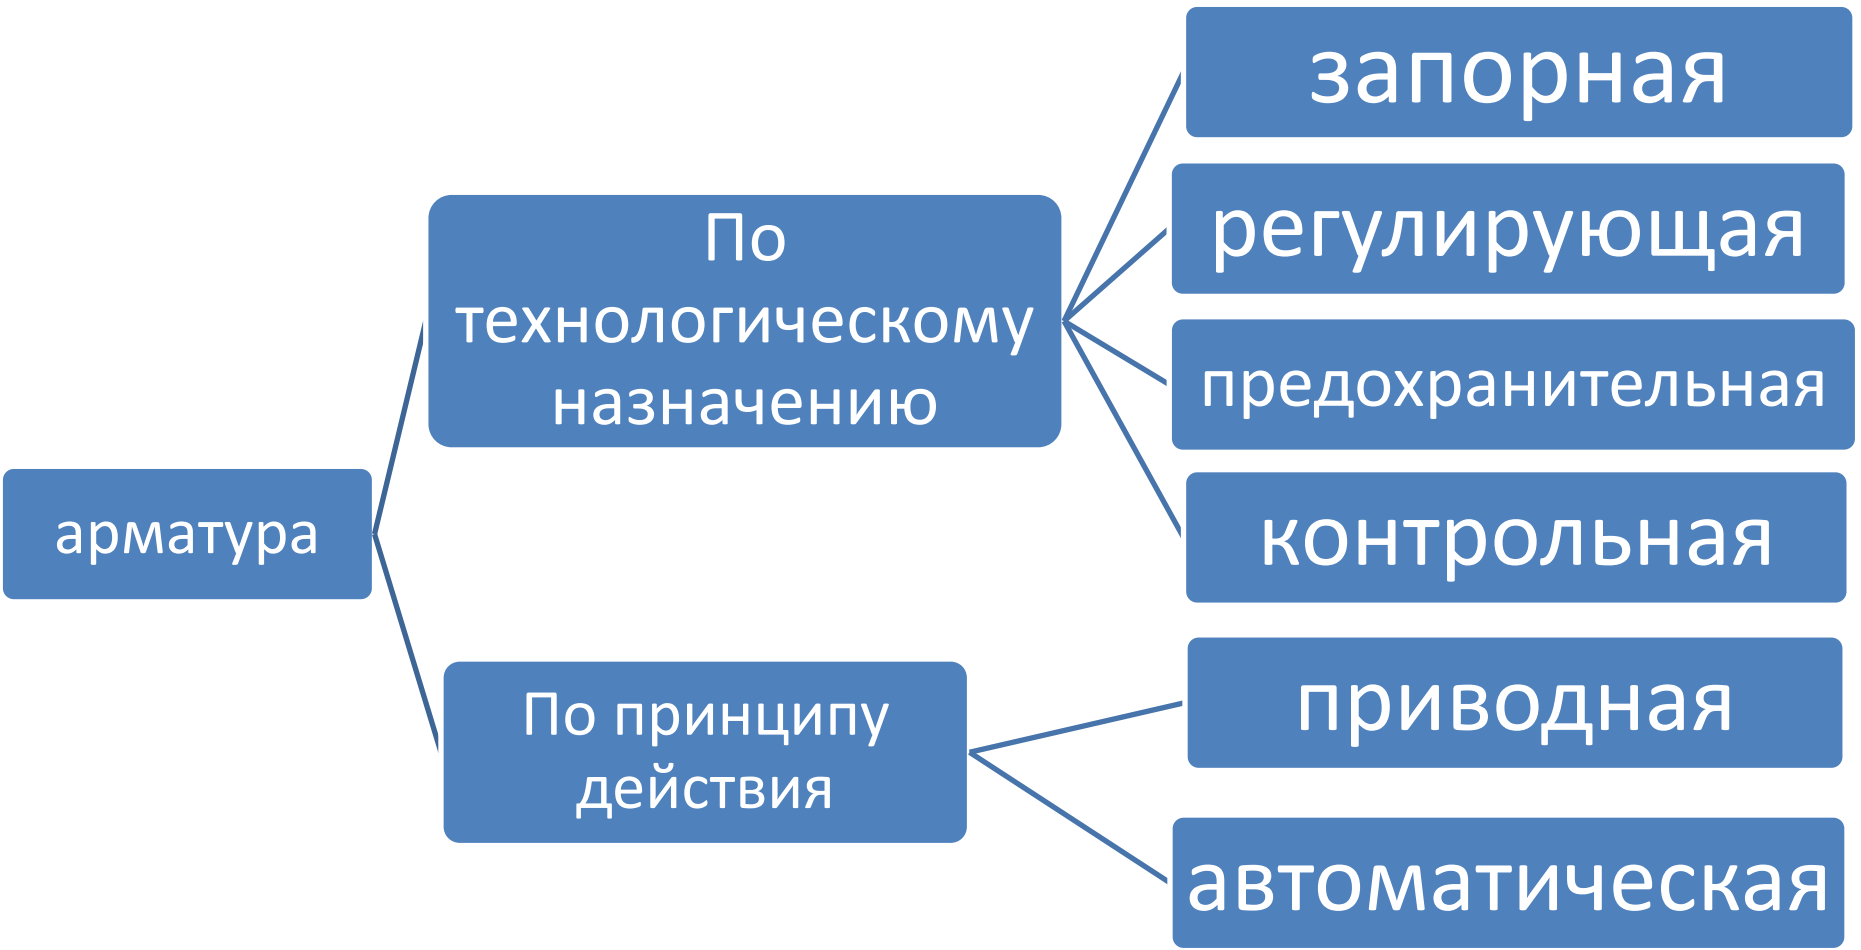 арматура
По
технологическому
назначению
запорная
регулирующая
предохранительная
контрольная
По принципу
действия
приводная
автоматическая